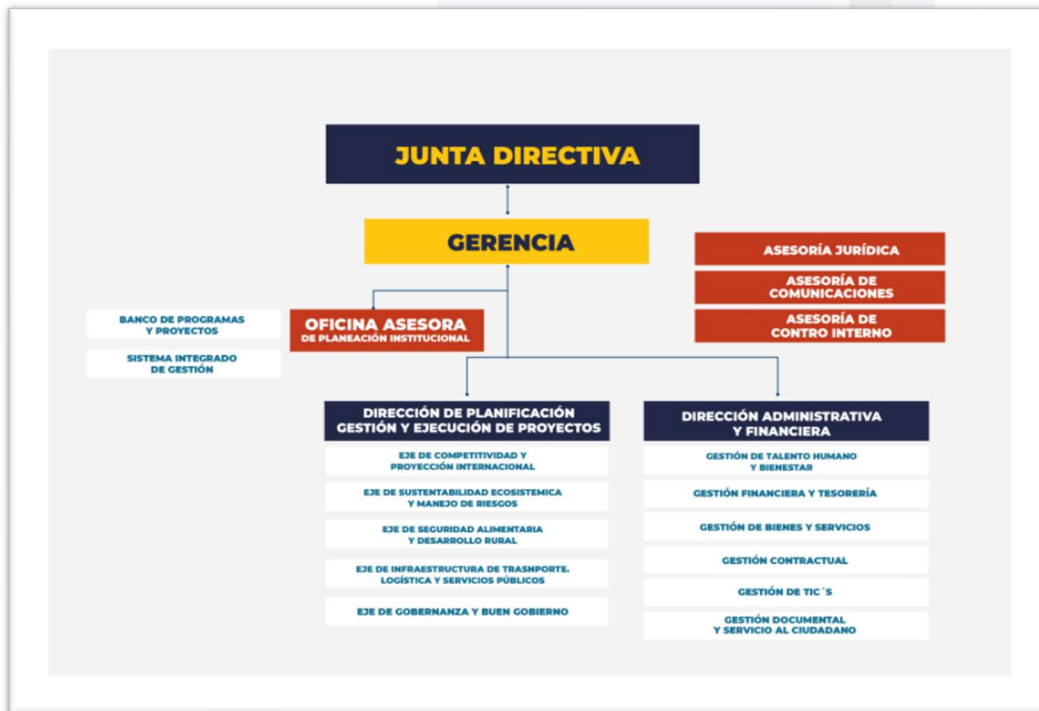 JUNTA DIRECTIVA
GERENCIA
ASESORÍA JURÍDICA
ASESORÍA DE
COMUNICACIONES
ASESORÍA DE
CONTRO INTERNO
BANCO DE PROGRAMAS
Y PROYECTOS
SISTEMA INTEGRADO
DE GESTIÓN
OFICINA ASESORA
DE PLANEACIÓN INSTITUCIONAL
DIRECCIÓN DE PLANIFICACIÓN
GESTIÓN Y EJECUCIÓN DE PROYECTOS
EJE DE COMPETITIVIDAD Y
PROYECCIÓN INTERNACIONAL
EJE DE SUSTENTABILIDAD ECOSISTEMICA
Y MANEJO DE RIESGOS
EJE DE SEGURIDAD ALIMENTARIA
Y DESARROLLO RURAL
EJE DE INFRAESTRUCTURA DE TRASNPORTE.
LOGÍSTICA Y SERVICIOS PÚBLICOS
EJE DE GOBERNANZA Y BUEN GOBIERNO
DIRECCIÓN ADMINISTRATIVA
Y FINANCIERA
GESTIÓN DE TALENTO HUMANO
Y BIENESTAR
GESTIÓN FINANCIERA Y TESORERÍA
GESTIÓN DE BIENES Y SERVICIOS
GESTIÓN CONTRACTUAL
GESTIÓN DE TIC´S
GESTIÓN DOCUMENTAL
Y SERVICIO AL CIUDADANO